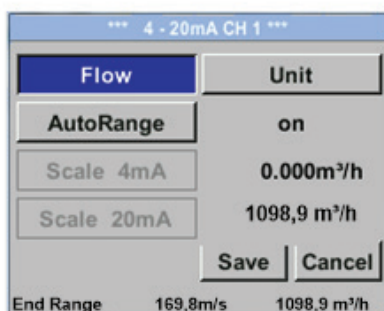 *** 4 - 20mA CH 1 ***
Flow Unit
AutoRange on
Scale 4mA 0.000m³/h
Scale 20mA 1098,9 m³/h
Save Cancel
End Range 169,8m/s 1098,9 m³/h